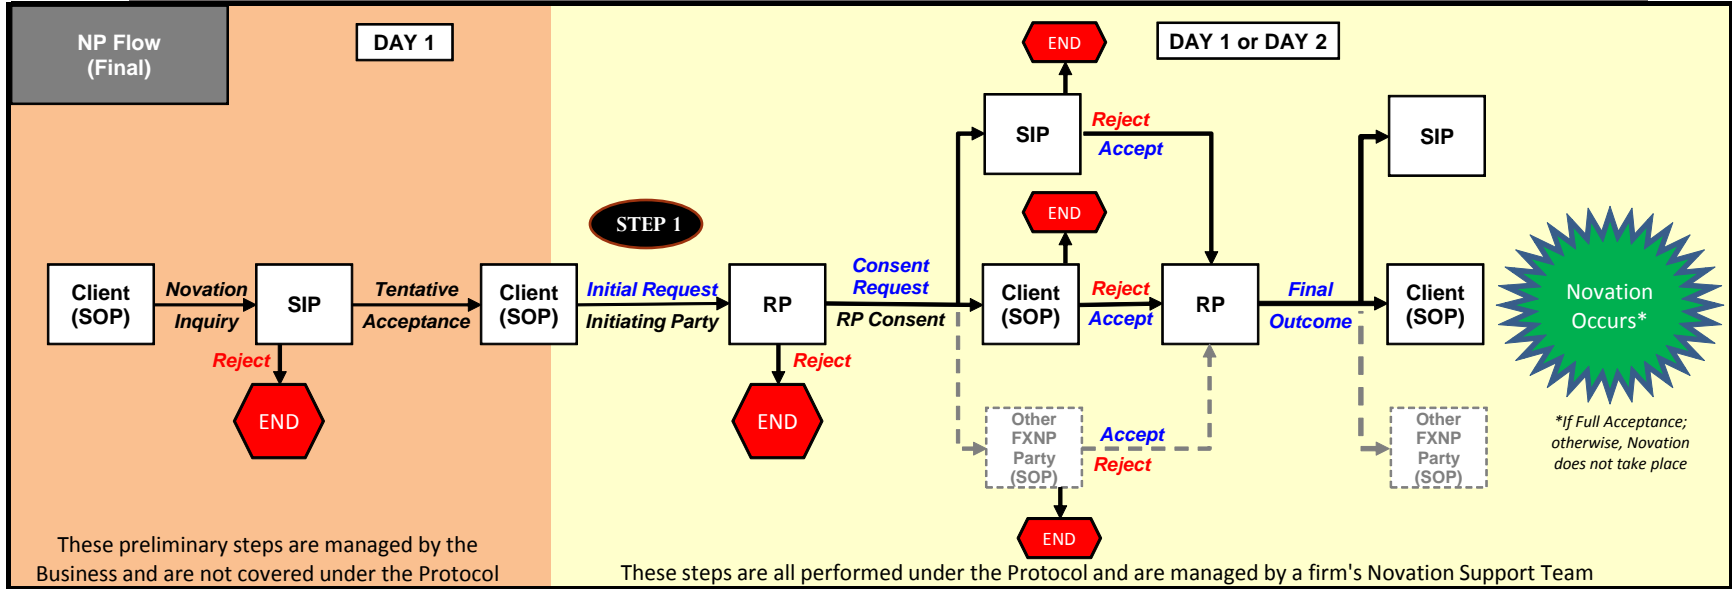 NP Flow
(Final)
DAY 1
DAY 1 or DAY 2
END
SIP
Reject
Accept
SIP
STEP 1
END
Client
(SOP)
Novation
Inquiry
SIP
Tentative
Acceptance
Client
(SOP)
Initial Request
Initiating Party
RP
Consent
Request
RP Consent
Client
(SOP)
Reject
Accept
RP
Final
Outcome
Client
(SOP)
Novation
Occurs*
Reject
END
Reject
END
Other
FXNP
Party
(SOP)
Accept
Reject
END
Other
FXNP
Party
(SOP)
*If Full Acceptance;
otherwise, Novation
does not take place
These preliminary steps are managed by the
Business and are not covered under the Protocol
These steps are all performed under the Protocol and are managed by a firm's Novation Support Team